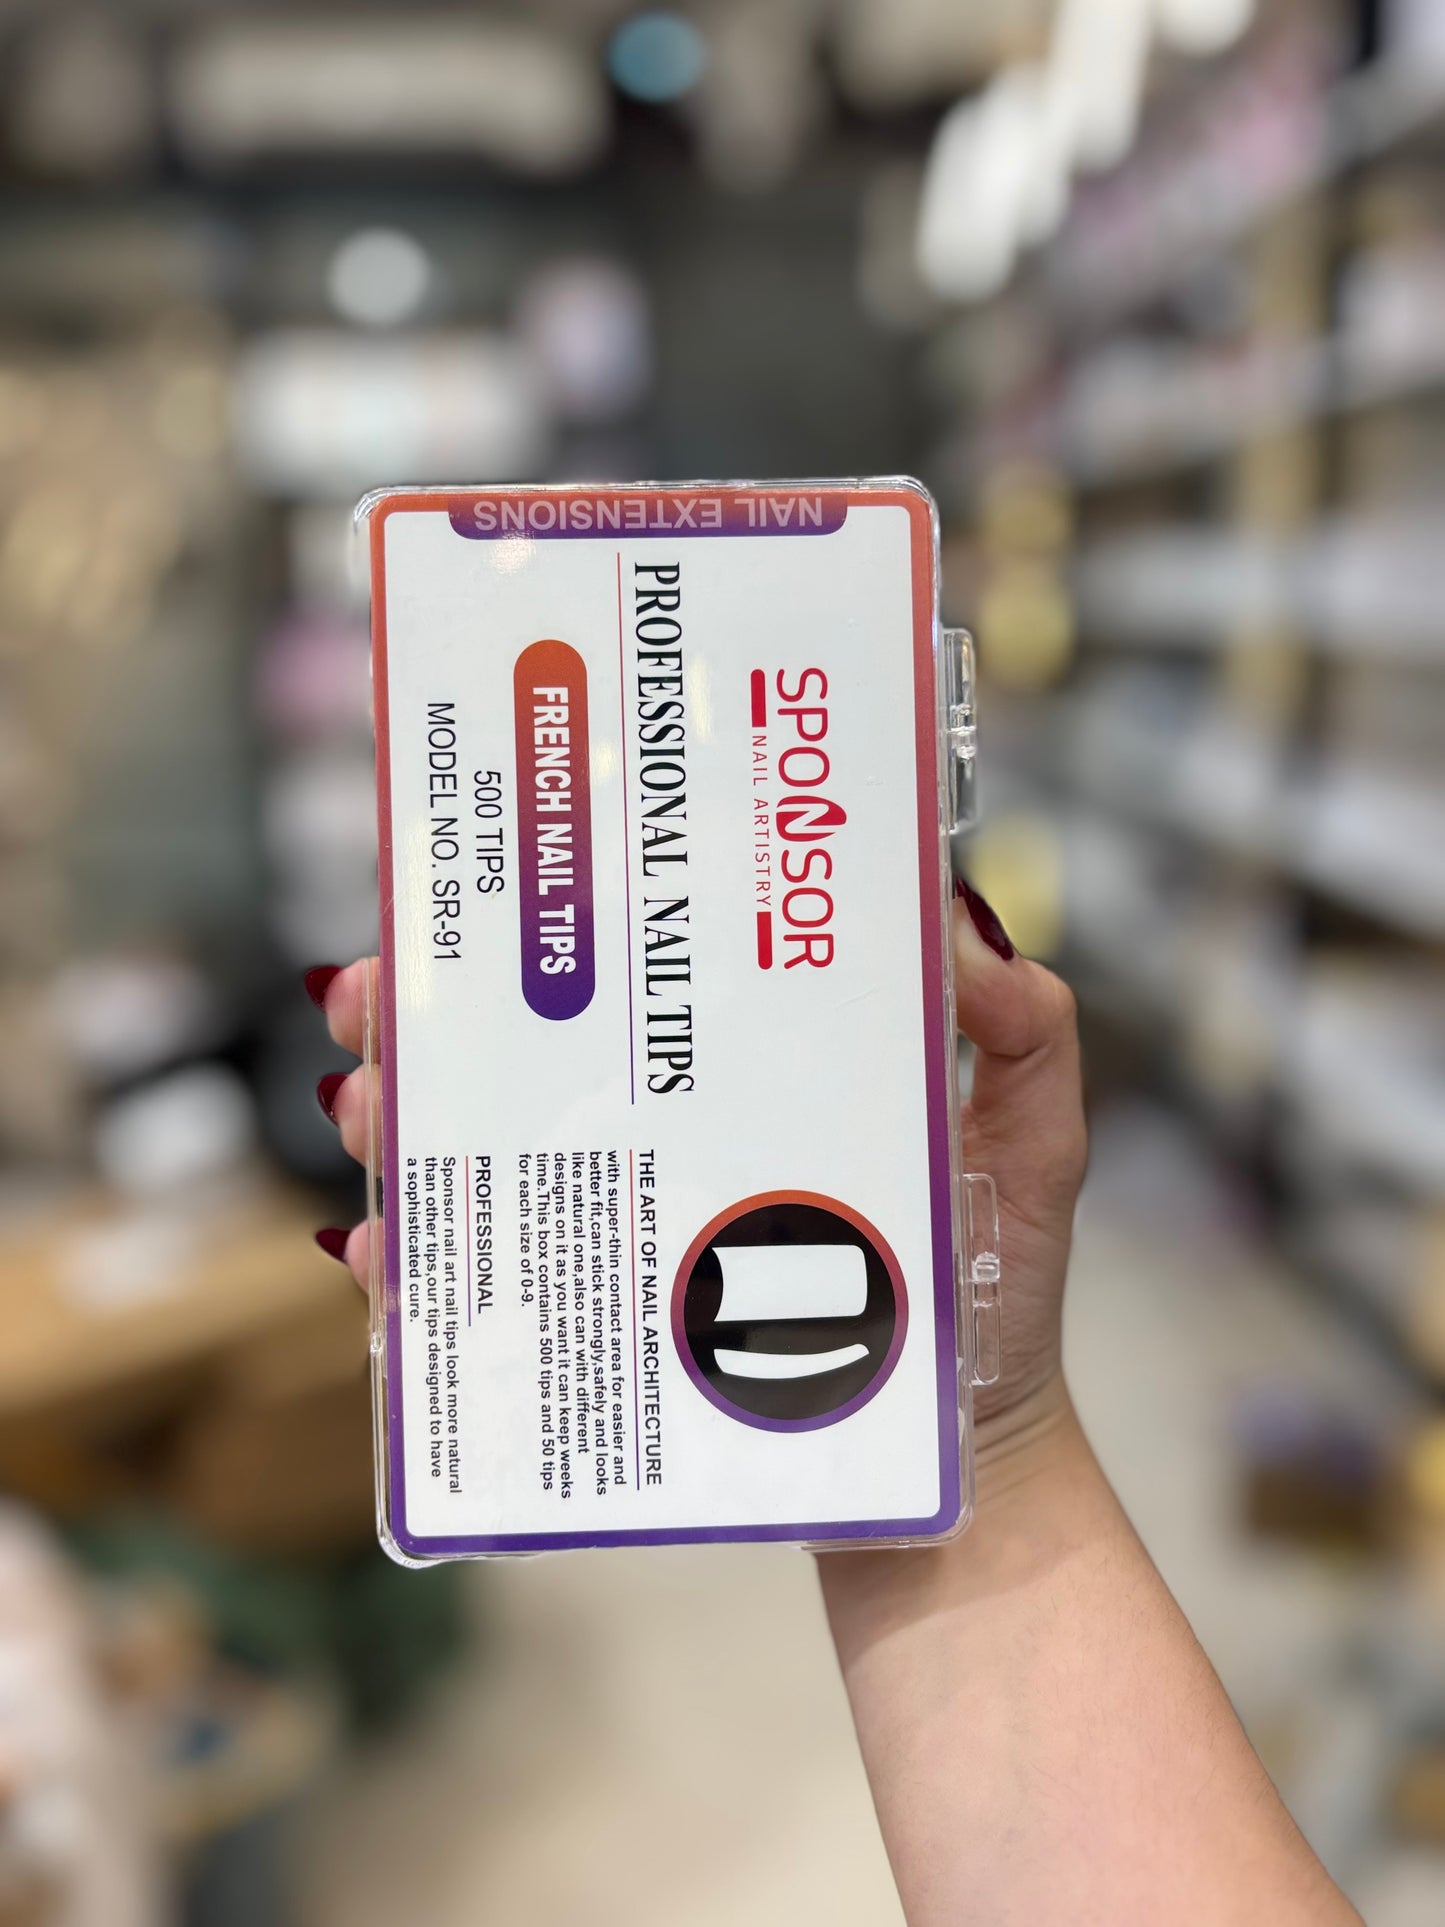 NAIL EXTENSIONS
SPONSOR
NAIL ARTISTRY
PROFESSIONAL NAIL TIPS
FRENCH NAIL TIPS
500 TIPS
MODEL NO. SR-91
THE ART OF NAIL ARCHITECTURE
with super-thin contact area for easier and
better fit,can stick strongly,safely and looks
like natural one,also can with different
designs on it as you want it can keep weeks
time.This box contains 500 tips and 50 tips
for each size of 0-9.
PROFESSIONAL
Sponsor nail art nail tips look more natural
than other tips,our tips designed to have
a sophisticated cure.